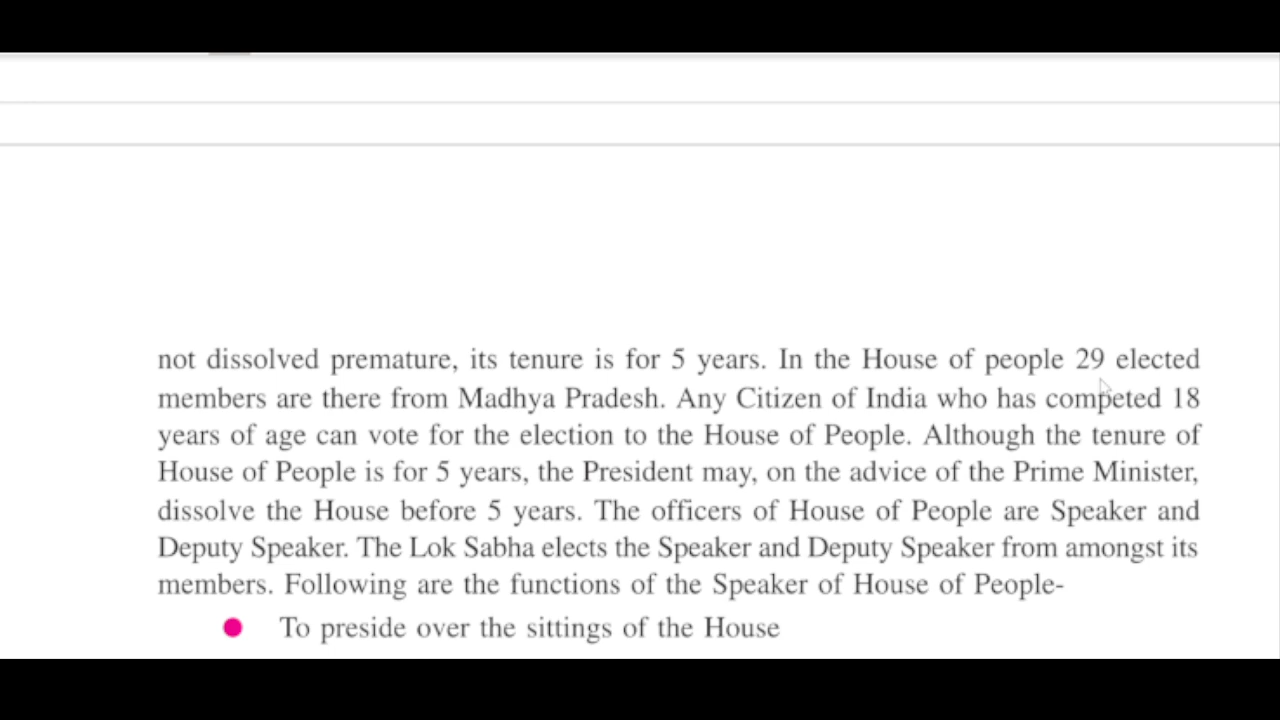 not dissolved premature, its tenure is for 5 years. In the House of people 29 elected
members are there from Madhya Pradesh. Any Citizen of India who has competed 18
years of age can vote for the election to the House of People. Although the tenure of
House of People is for 5 years, the President may, on the advice of the Prime Minister,
dissolve the House before 5 years. The officers of House of People are Speaker and
Deputy Speaker. The Lok Sabha elects the Speaker and Deputy Speaker from amongst its
members. Following are the functions of the Speaker of House of People-
● To preside over the sittings of the House